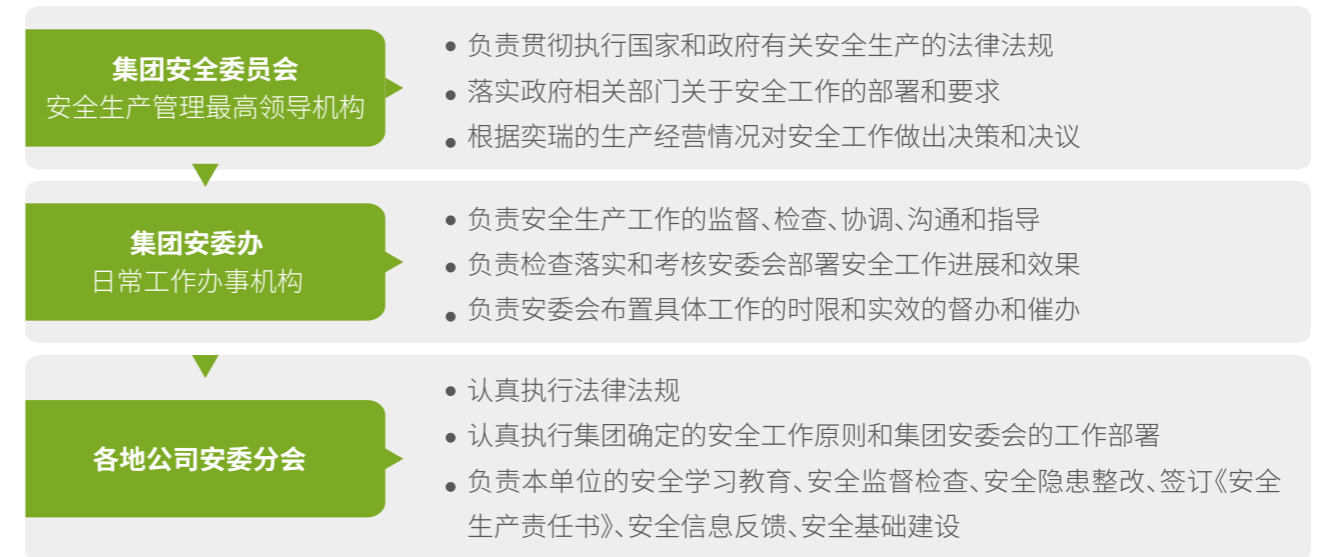 集团安全委员会
安全生产管理最高领导机构
• 负责贯彻执行国家和政府有关安全生产的法律法规
• 落实政府相关部门关于安全工作的部署和要求
• 根据奕瑞的生产经营情况对安全工作做出决策和决议
集团安委办
日常工作办事机构
• 负责安全生产工作的监督、检查、协调、沟通和指导
• 负责检查落实和考核安委会部署安全工作进展和效果
• 负责安委会布置具体工作的时限和实效的督办和催办
各地公司安委分会
• 认真执行法律法规
• 认真执行集团确定的安全工作原则和集团安委会的工作部署
• 负责本单位的安全学习教育、安全监督检查、安全隐患整改、签订《安全
生产责任书》、安全信息反馈、安全基础建设